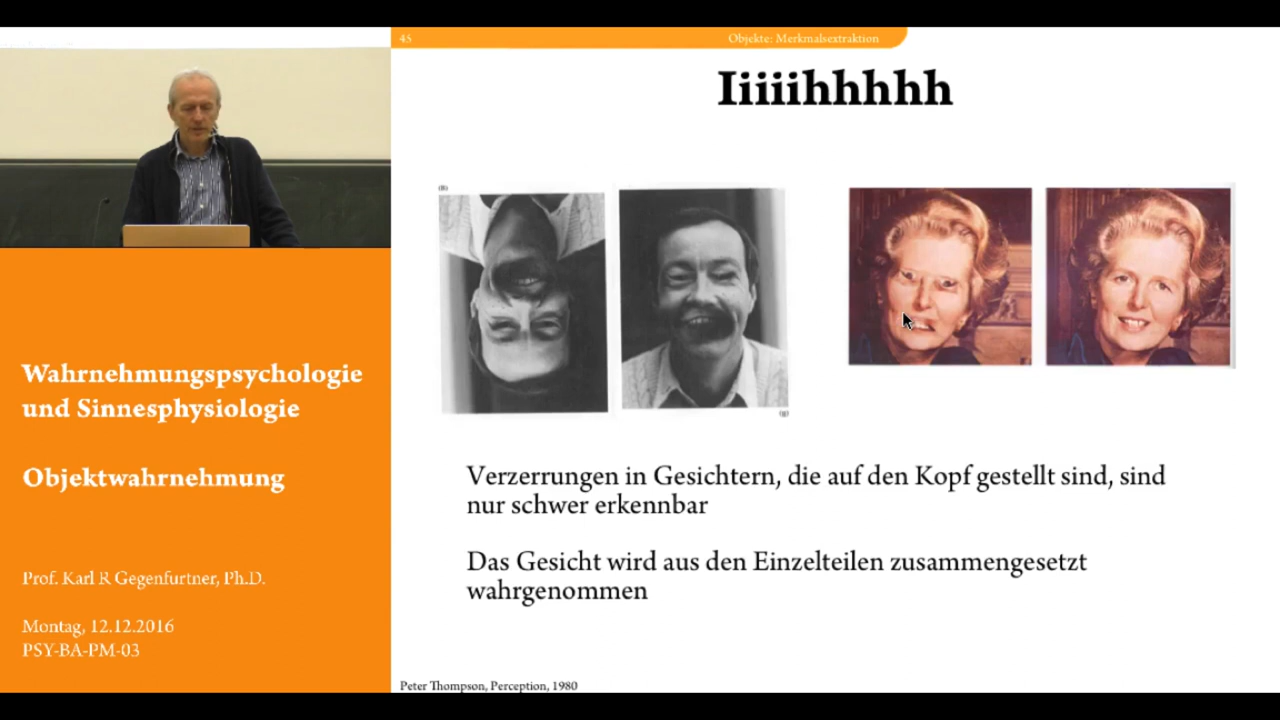 45
Objekte: Merkmalsextraktion
Iiiiihhhhh
Wahrnehmungspsychologie
und Sinnesphysiologie
Objektwahrnehmung
Prof. Karl R Gegenfurtner, Ph.D.
Montag, 12.12.2016
PSY-BA-PM-03
Verzerrungen in Gesichtern, die auf den Kopf gestellt sind, sind
nur schwer erkennbar
Das Gesicht wird aus den Einzelteilen zusammengesetzt
wahrgenommen
Peter Thompson, Perception, 1980